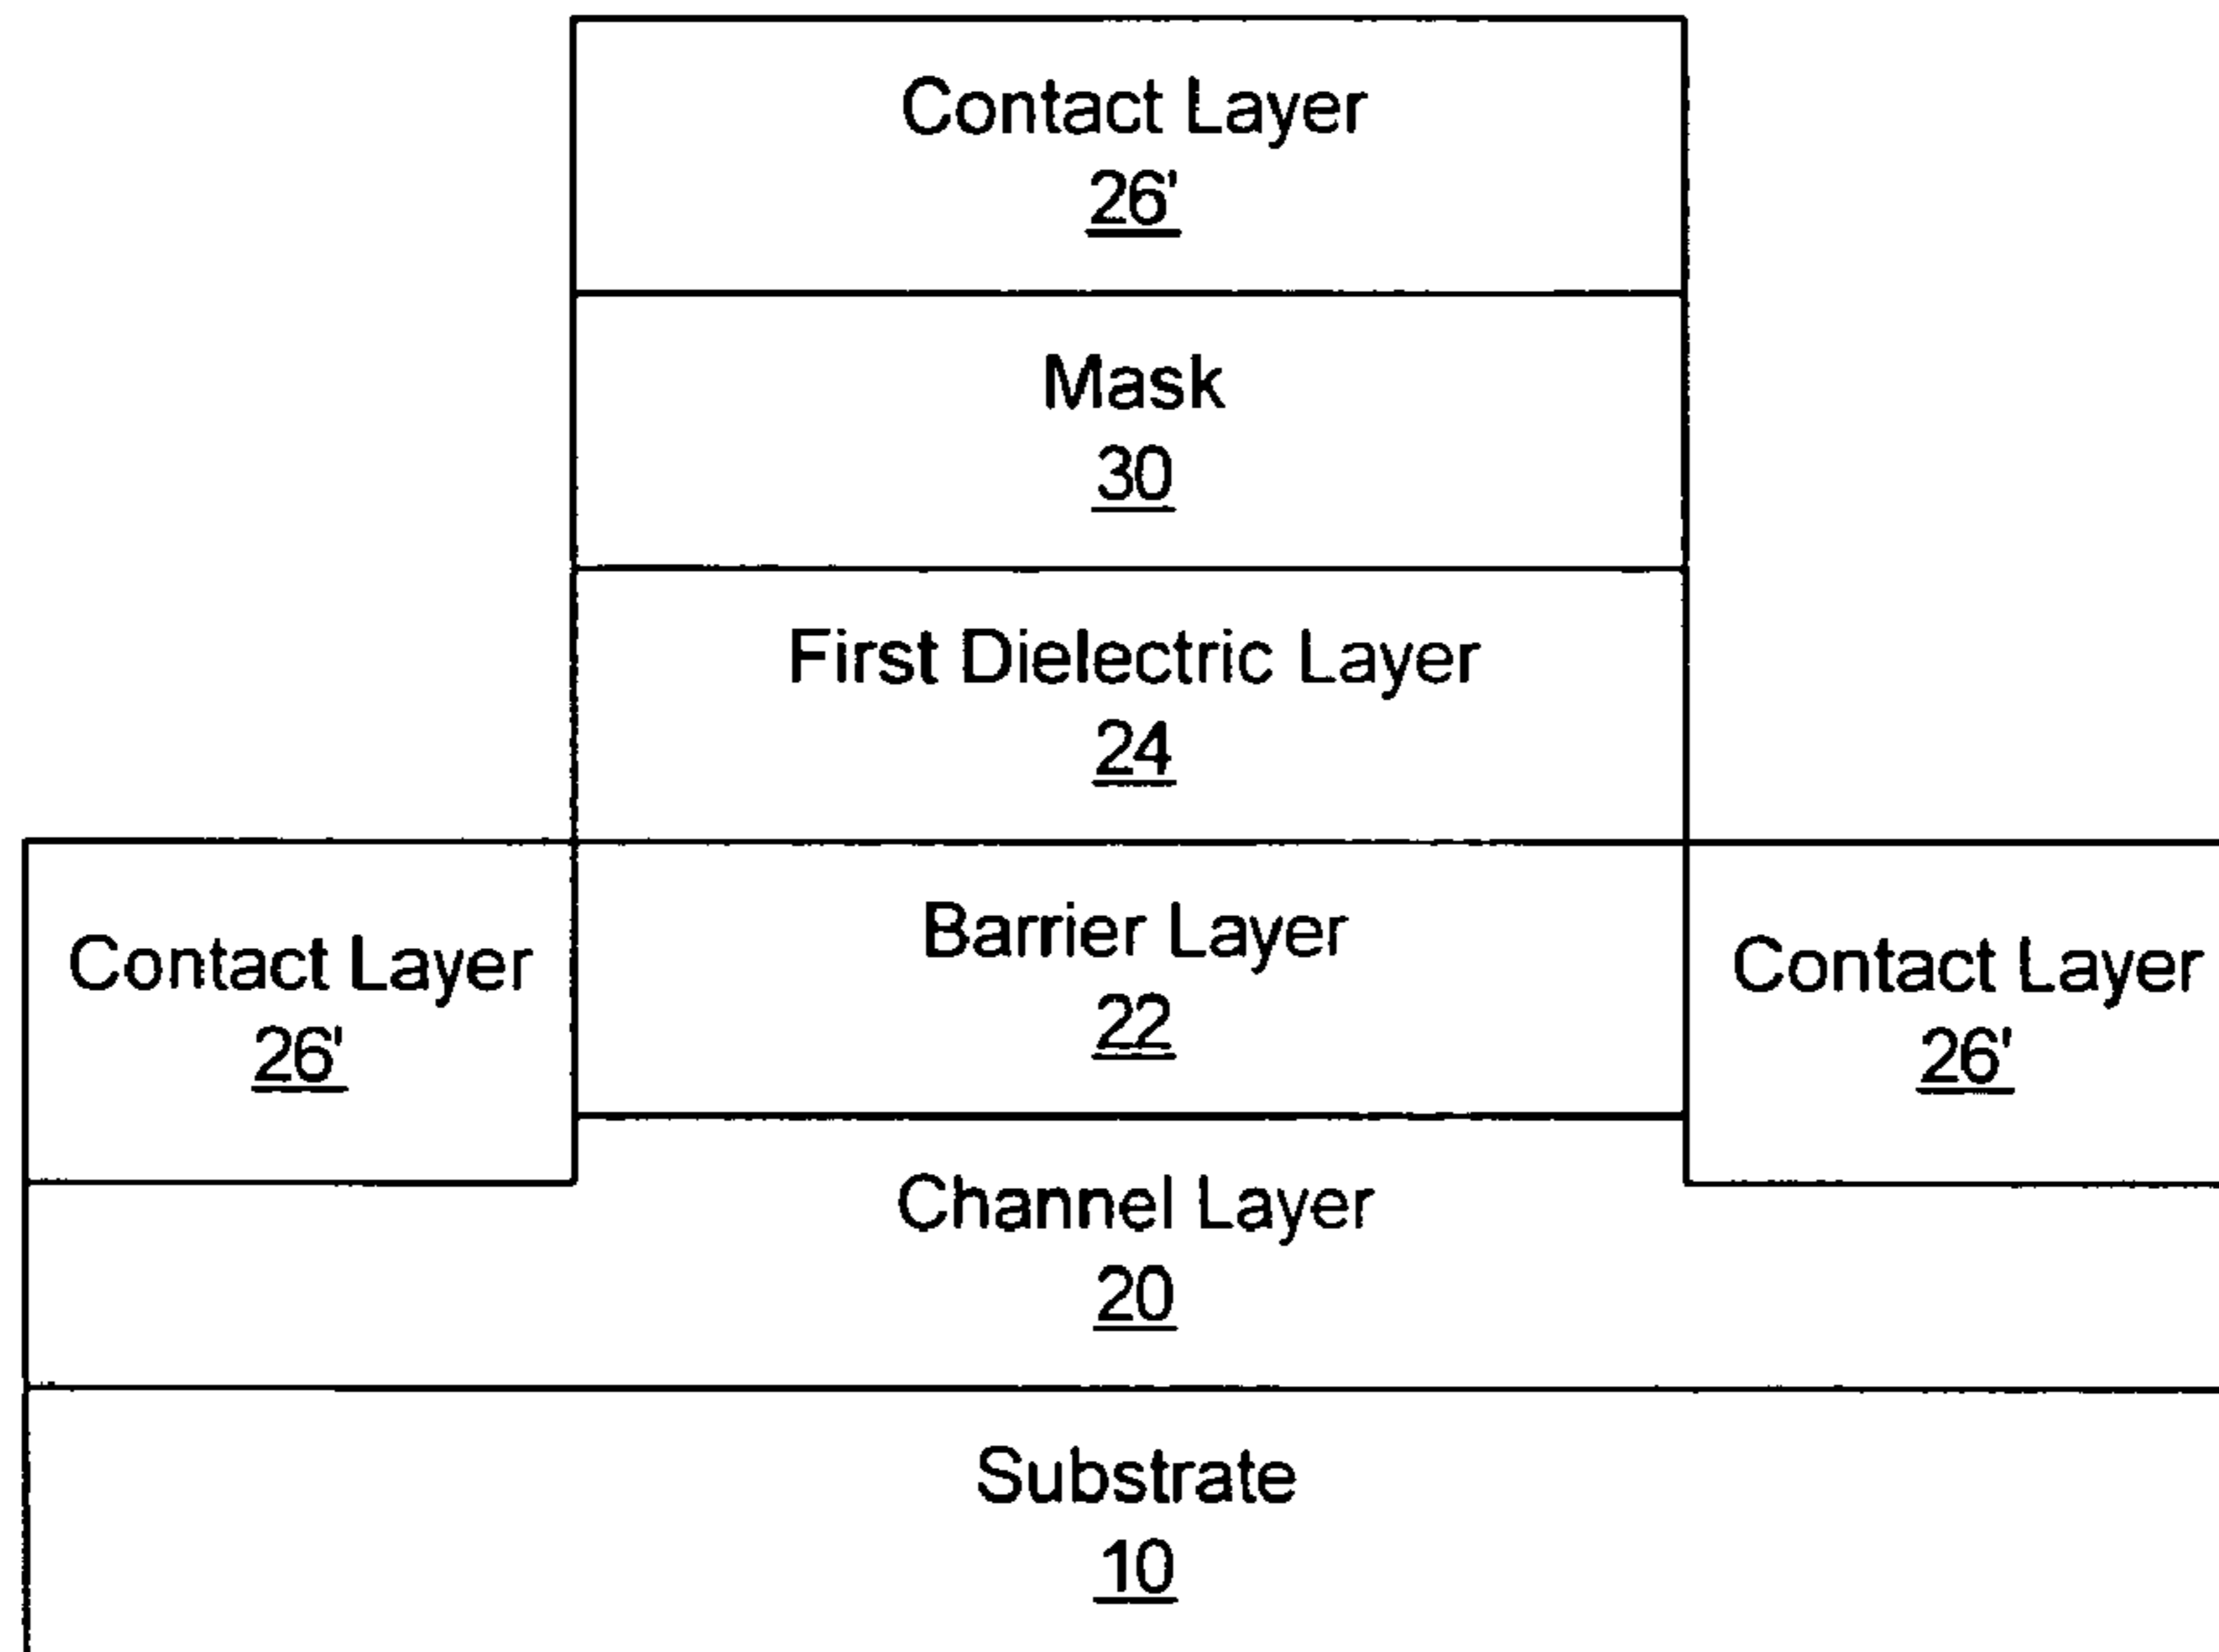 Contact Layer
26'
Mask
30
First Dielectric Layer
24
Contact Layer
26'
Barrier Layer
22
Contact Layer
26'
Channel Layer
20
Substrate
10